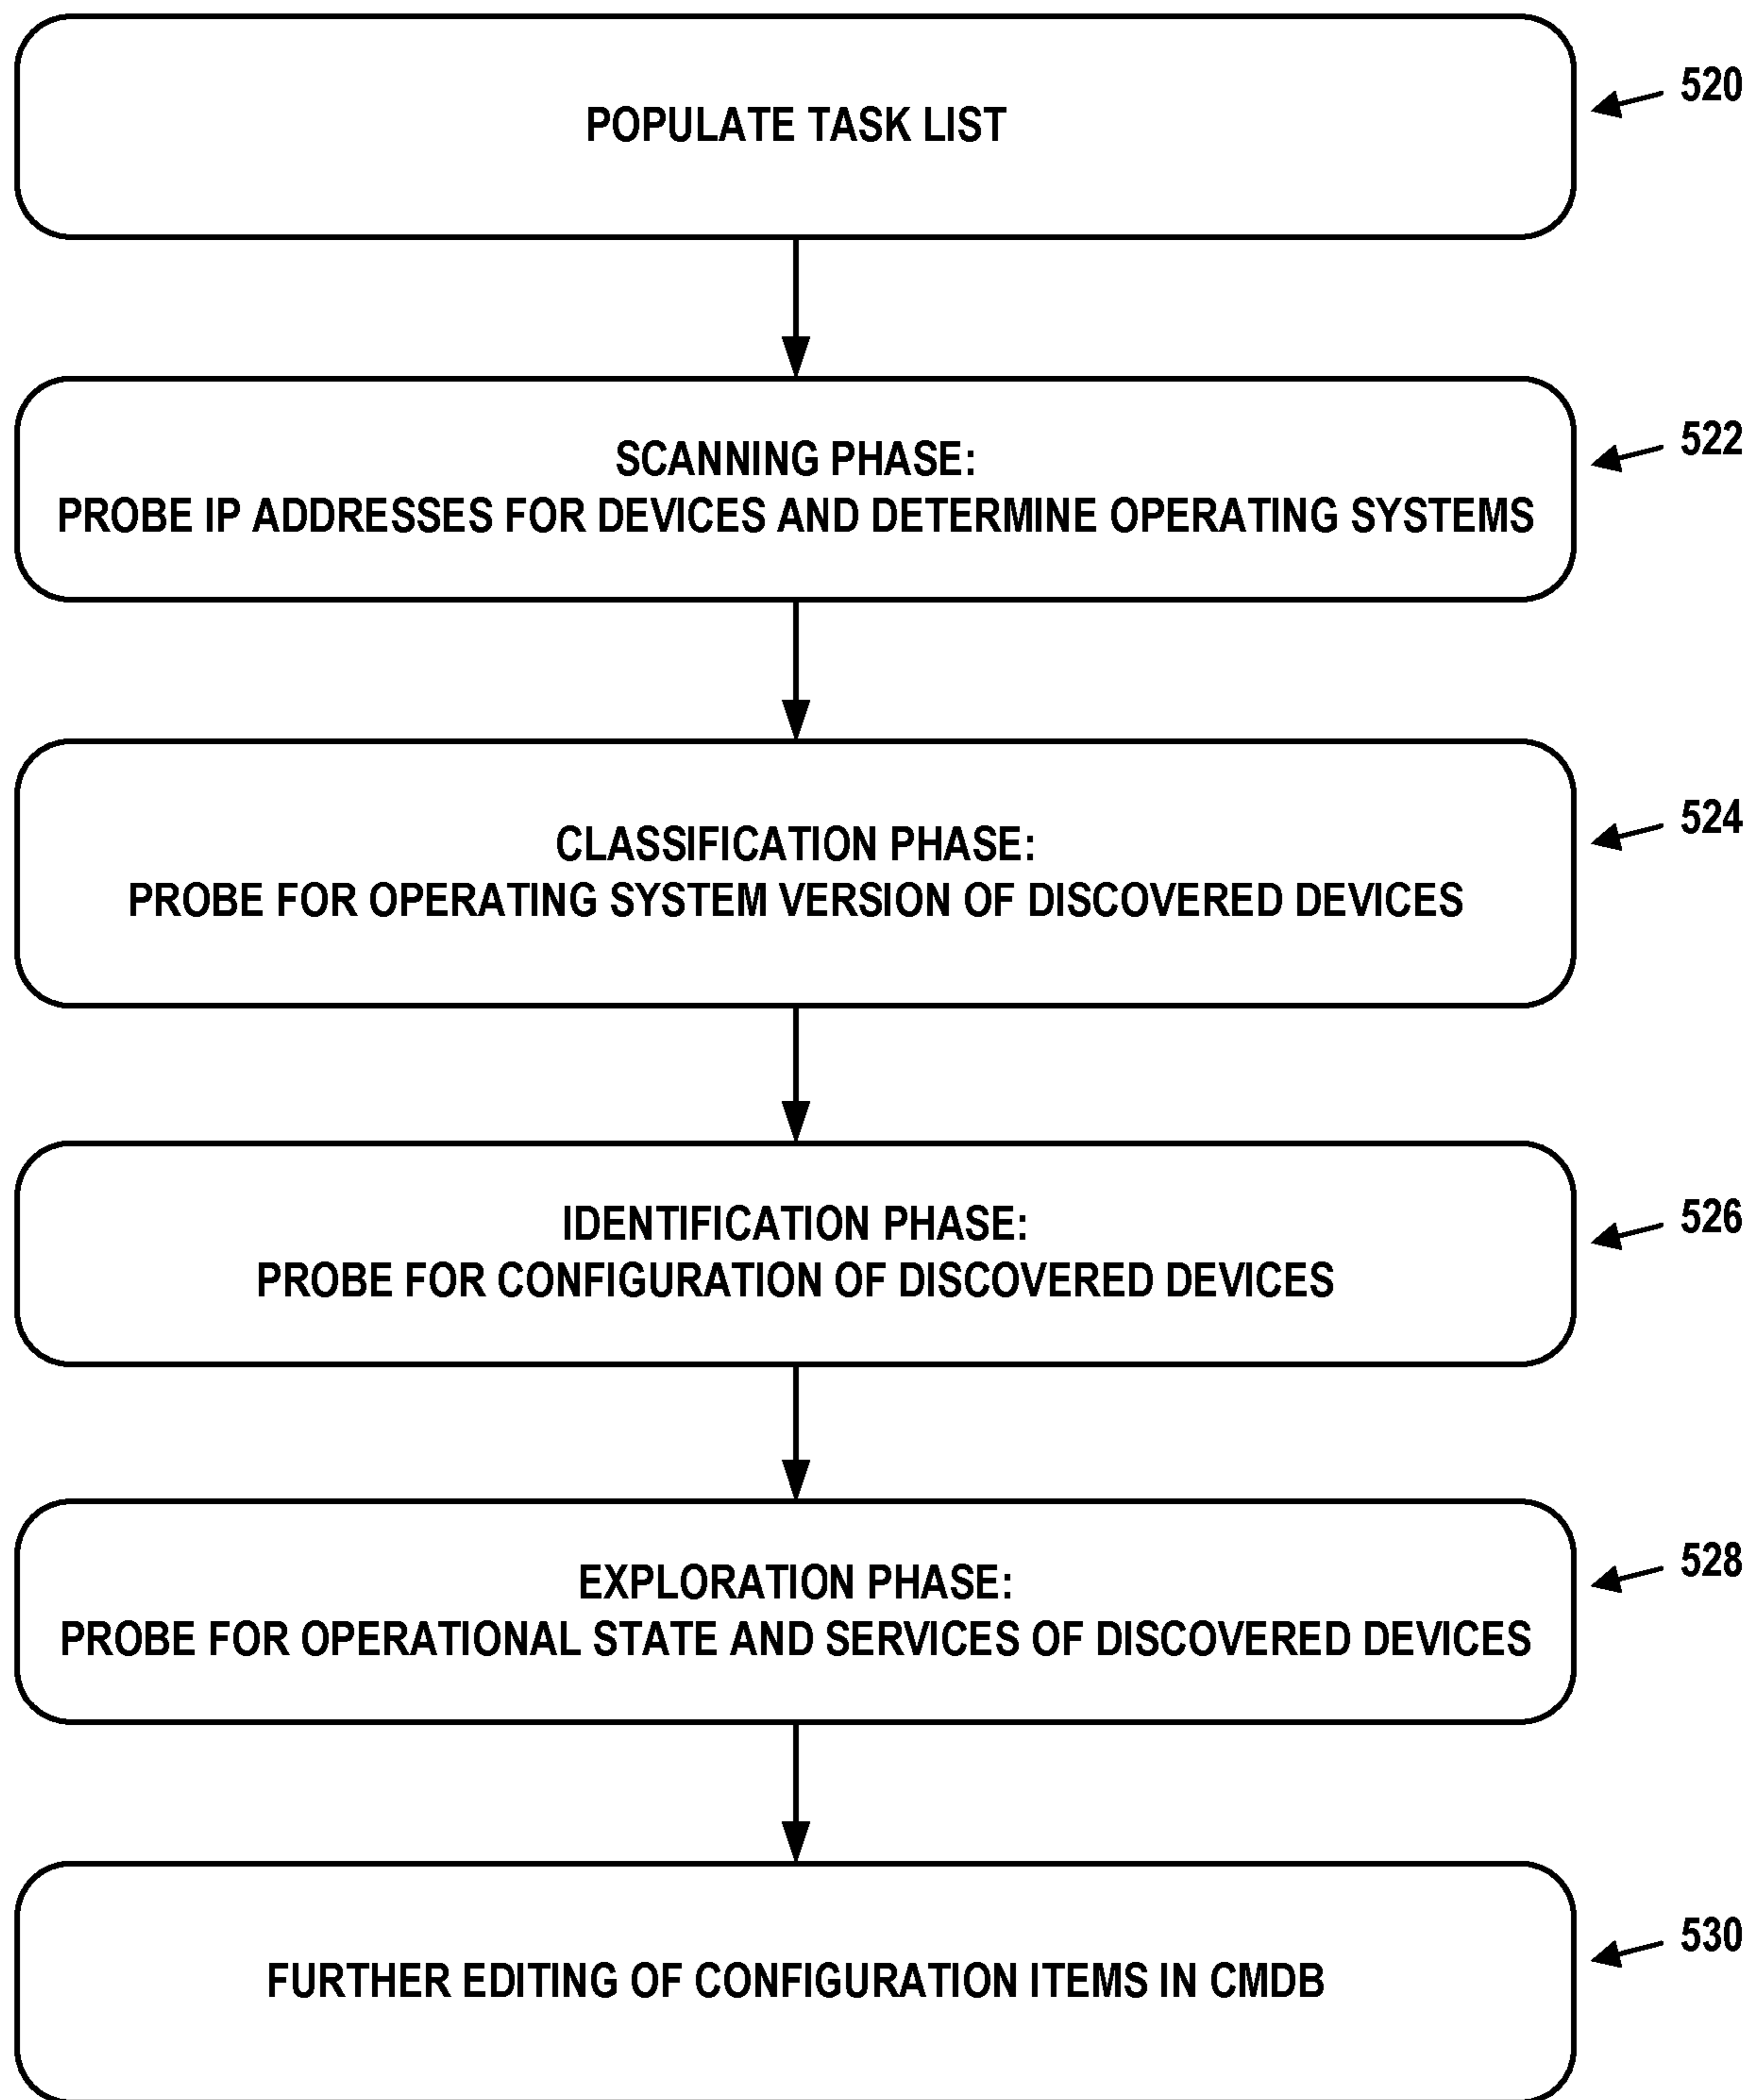 POPULATE TASK LIST
520
SCANNING PHASE:
PROBE IP ADDRESSES FOR DEVICES AND DETERMINE OPERATING SYSTEMS
522
CLASSIFICATION PHASE:
PROBE FOR OPERATING SYSTEM VERSION OF DISCOVERED DEVICES
524
IDENTIFICATION PHASE:
PROBE FOR CONFIGURATION OF DISCOVERED DEVICES
526
EXPLORATION PHASE:
PROBE FOR OPERATIONAL STATE AND SERVICES OF DISCOVERED DEVICES
528
FURTHER EDITING OF CONFIGURATION ITEMS IN CMDB
530